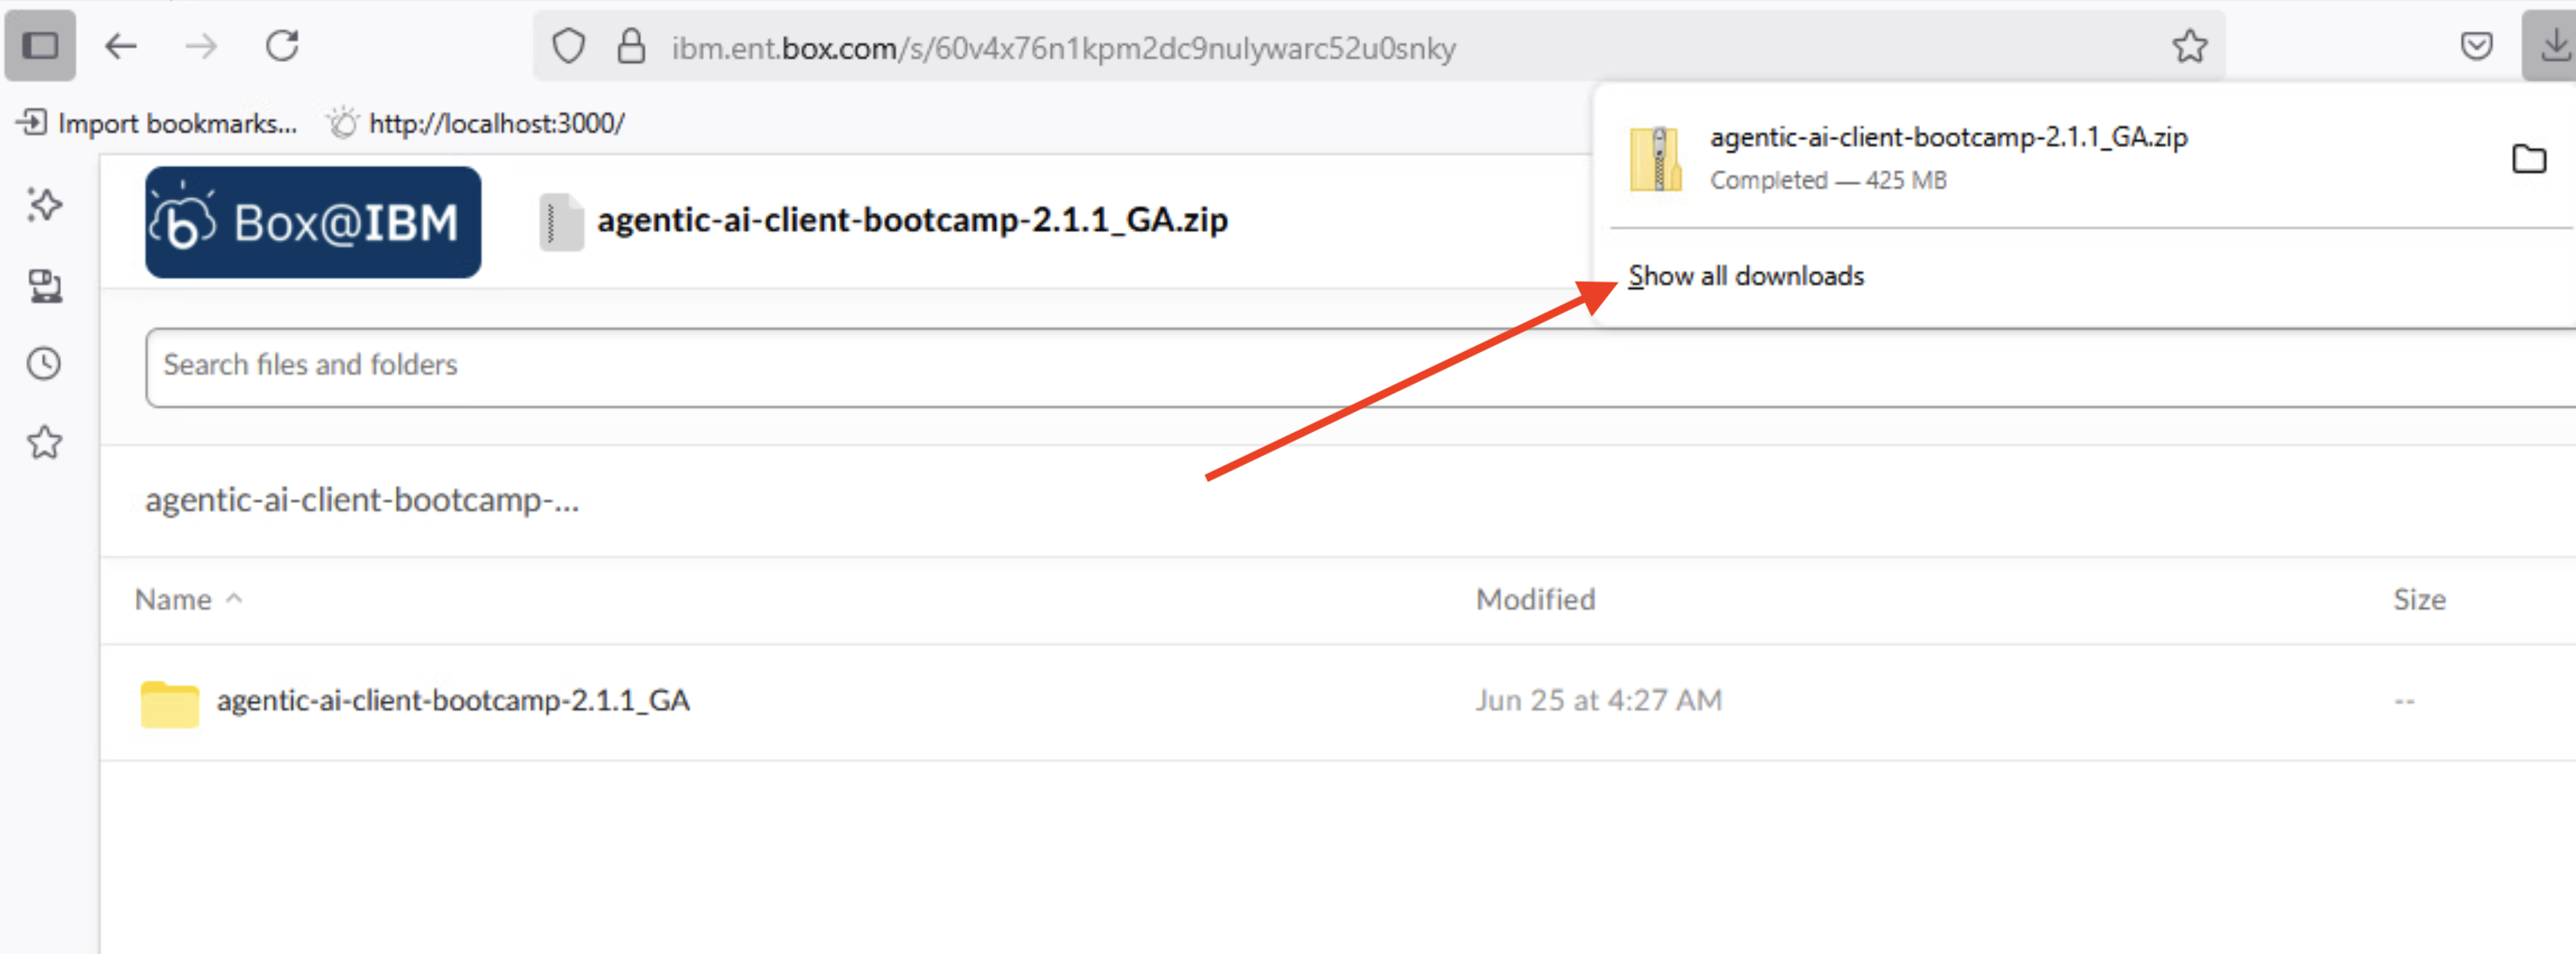 ibm.ent.box.com/s/60v4x76n1kpm2dc9nulywarc52u0snky
Import bookmarks... http://localhost:3000/
agentic-ai-client-bootcamp-2.1.1_GA.zip
Completed — 425 MB
Show all downloads
b Box@IBM agentic-ai-client-bootcamp-2.1.1_GA.zip
Search files and folders
agentic-ai-client-bootcamp-...
Name Modified Size
agentic-ai-client-bootcamp-2.1.1_GA Jun 25 at 4:27 AM --